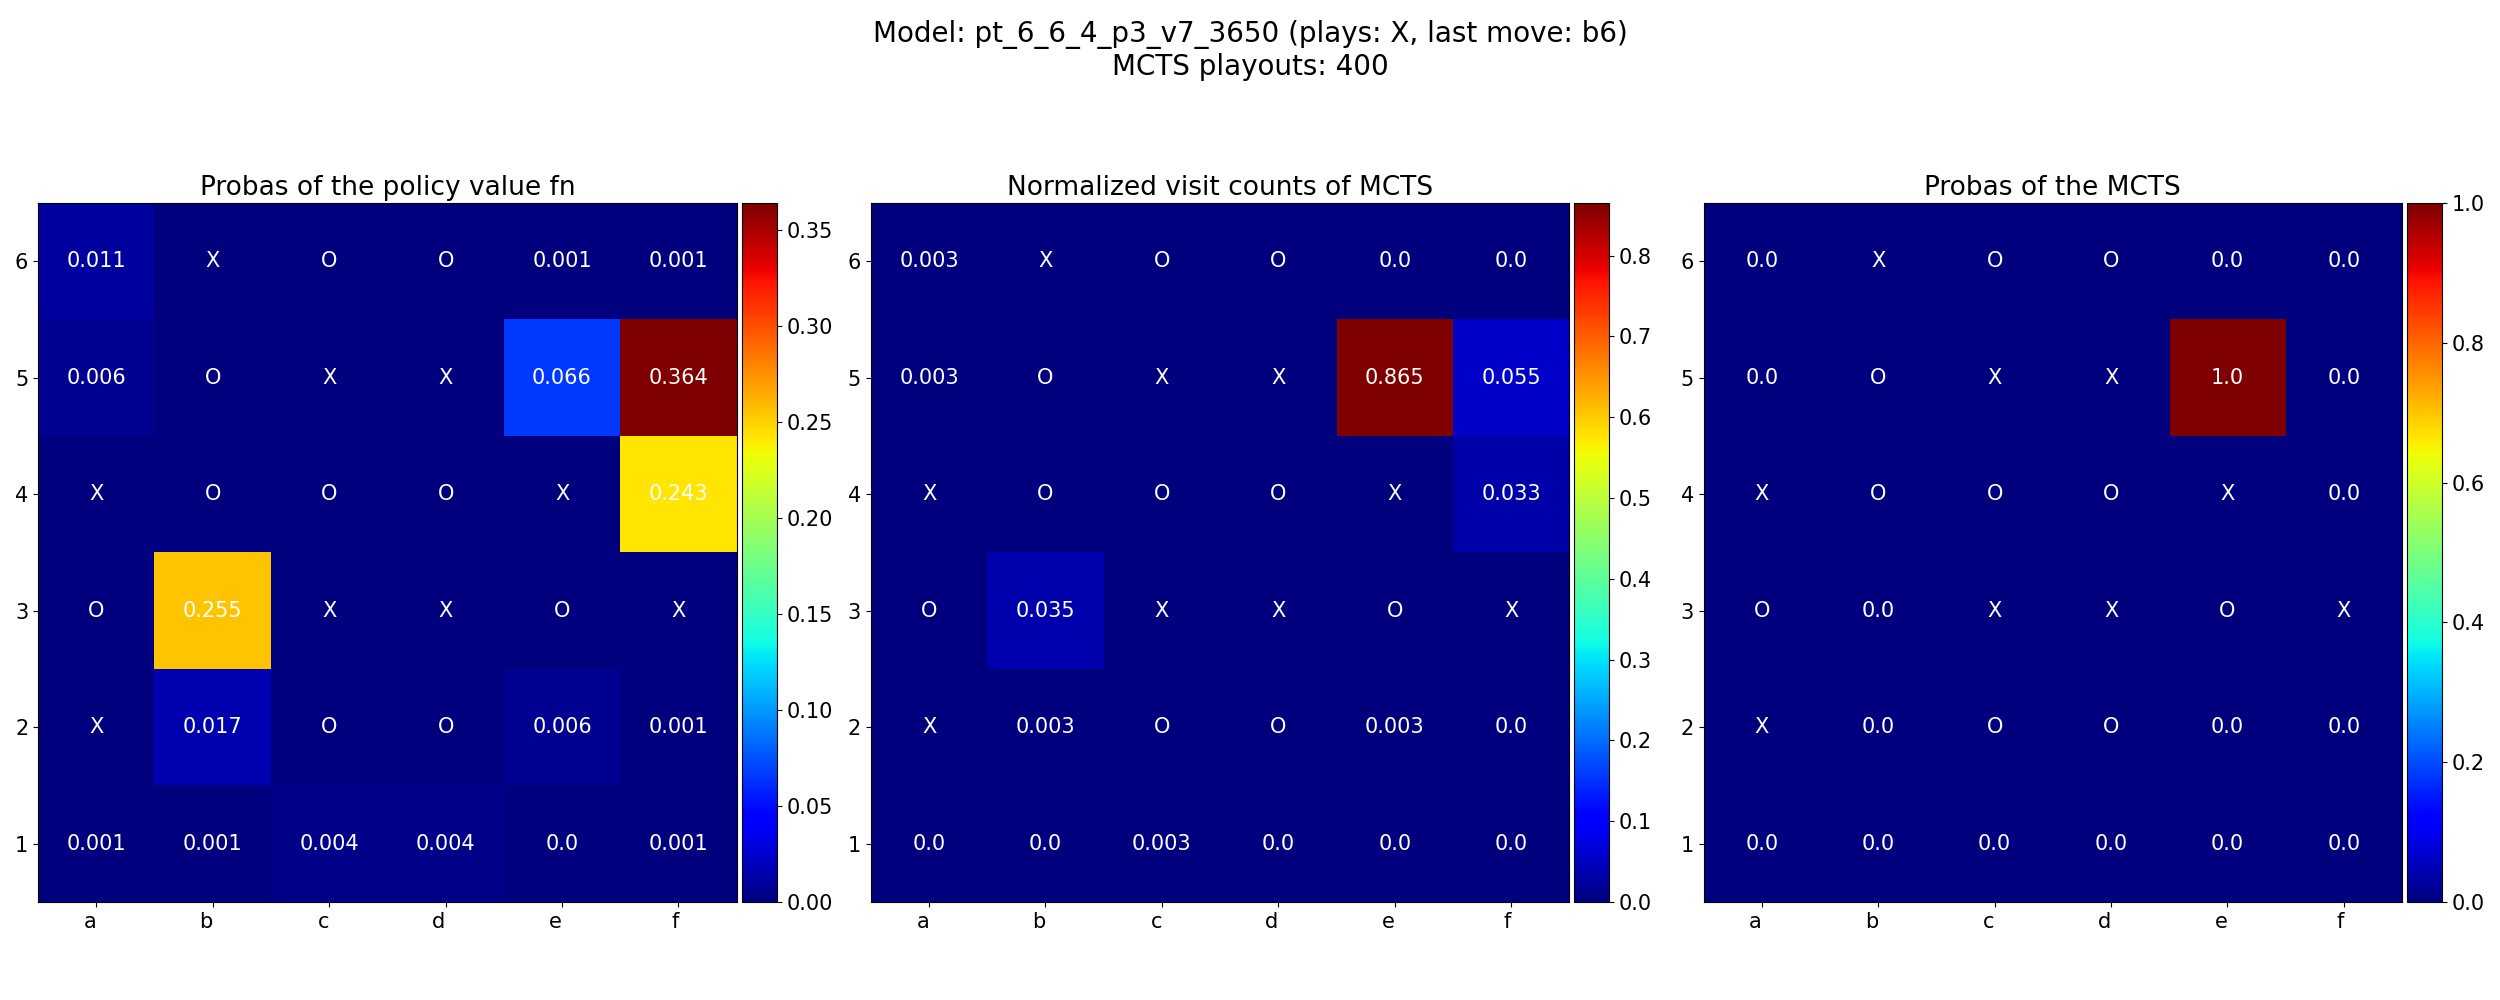 Model: pt_6_6_4_p3_v7_3650 (plays: X, last move: b6)
MCTS playouts: 400
Probas of the policy value fn
6 0.011 X O O 0.001 0.001
5 0.006 O X X 0.066 0.364
4 X O O O X 0.243
3 O 0.255 X X O X
2 X 0.017 O O 0.006 0.001
1 0.001 0.001 0.004 0.004 0.0 0.001
a b c d e f
0.35
0.30
0.25
0.20
0.15
0.10
0.05
0.00
Normalized visit counts of MCTS
6 0.003 X O O 0.0 0.0
5 0.003 O X X 0.865 0.055
4 X O O O X 0.033
3 O 0.035 X X O X
2 X 0.003 O O 0.003 0.0
1 0.0 0.0 0.003 0.0 0.0 0.0
a b c d e f
0.8
0.7
0.6
0.5
0.4
0.3
0.2
0.1
0.0
Probas of the MCTS
6 0.0 X O O 0.0 0.0
5 0.0 O X X 1.0 0.0
4 X O O O X 0.0
3 O 0.0 X X O X
2 X 0.0 O O 0.0 0.0
1 0.0 0.0 0.0 0.0 0.0 0.0
a b c d e f
1.0
0.8
0.6
0.4
0.2
0.0